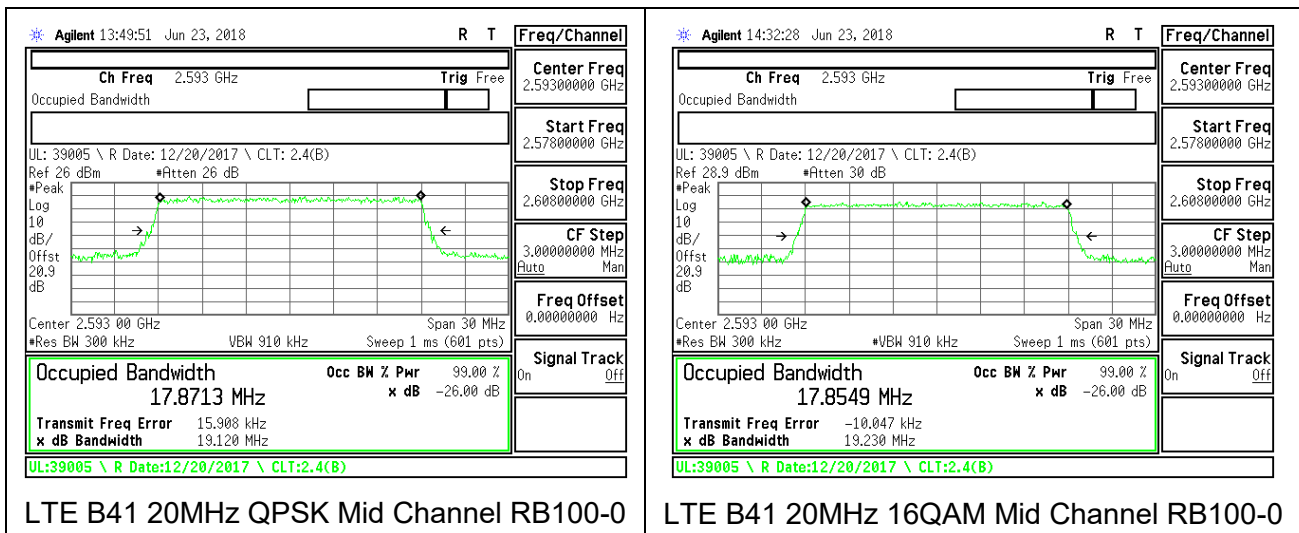 Agilent 13:49:51 Jun 23, 2018 R T
Freq/Channel
Ch Freq 2.593 GHz Trig Free
Occupied Bandwidth
Center Freq
2.59300000 GHz
Start Freq
2.57800000 GHz
UL: 39005 \ R Date: 12/20/2017 \ CLT: 2.4(B)
Ref 26 dBm #Atten 26 dB
#Peak
Log
10
dB/
Offst
20.9
dB
Stop Freq
2.60800000 GHz
CF Step
3.00000000 MHz
Auto Man
Freq Offset
0.00000000 Hz
Center 2.593 00 GHz Span 30 MHz
#Res BW 300 kHz VBW 910 kHz Sweep 1 ms (601 pts)
Signal Track
On Off
Occupied Bandwidth Occ BW % Pwr 99.00 %
17.8713 MHz x dB -26.00 dB
Transmit Freq Error 15.908 kHz
x dB Bandwidth 19.120 MHz
UL:39005 \ R Date:12/20/2017 \ CLT:2.4(B)
LTE B41 20MHz QPSK Mid Channel RB100-0
Agilent 14:32:28 Jun 23, 2018 R T
Freq/Channel
Ch Freq 2.593 GHz Trig Free
Occupied Bandwidth
Center Freq
2.59300000 GHz
Start Freq
2.57800000 GHz
UL: 39005 \ R Date: 12/20/2017 \ CLT: 2.4(B)
Ref 28.9 dBm #Atten 30 dB
#Peak
Log
10
dB/
Offst
20.9
dB
Stop Freq
2.60800000 GHz
CF Step
3.00000000 MHz
Auto Man
Freq Offset
0.00000000 Hz
Center 2.593 00 GHz Span 30 MHz
#Res BW 300 kHz #VBW 910 kHz Sweep 1 ms (601 pts)
Signal Track
On Off
Occupied Bandwidth Occ BW % Pwr 99.00 %
17.8549 MHz x dB -26.00 dB
Transmit Freq Error -10.047 kHz
x dB Bandwidth 19.230 MHz
UL:39005 \ R Date:12/20/2017 \ CLT:2.4(B)
LTE B41 20MHz 16QAM Mid Channel RB100-0